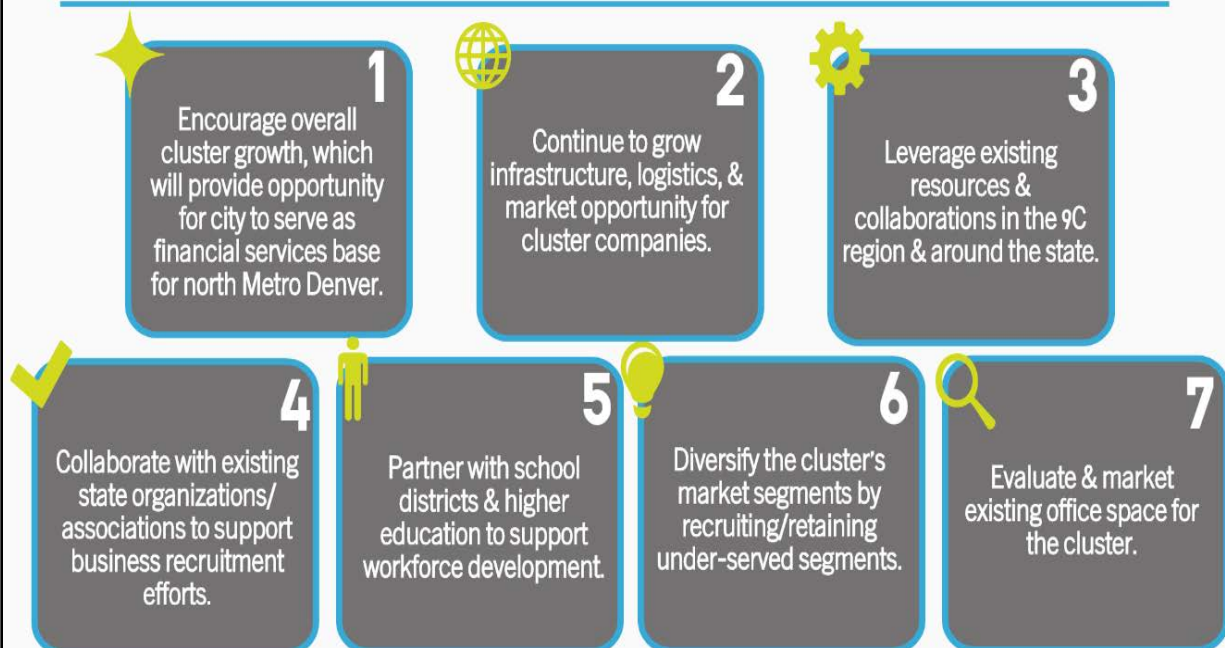 1
Encourage overall
cluster growth, which
will provide opportunity
for city to serve as
financial services base
for north Metro Denver.
2
Continue to grow
infrastructure, logistics, &
market opportunity for
cluster companies.
3
Leverage existing
resources &
collaborations in the 9C
region & around the state.
4
Collaborate with existing
state organizations/
associations to support
business recruitment
efforts.
5
Partner with school
districts & higher
education to support
workforce development.
6
Diversify the cluster's
market segments by
recruiting/retaining
under-served segments.
7
Evaluate & market
existing office space for
the cluster.